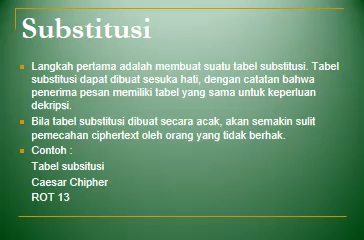 Substitusi
Langkah pertama adalah membuat suatu tabel substitusi. Tabel
substitusi dapat dibuat sesuka hati, dengan catatan bahwa
penerima pesan memiliki tabel yang sama untuk keperluan
dekripsi.
Bila tabel substitusi dibuat secara acak, akan semakin sulit
pemecahan ciphertext oleh orang yang tidak berhak.
Contoh :
Tabel subsitusi
Caesar Chipher
ROT 13